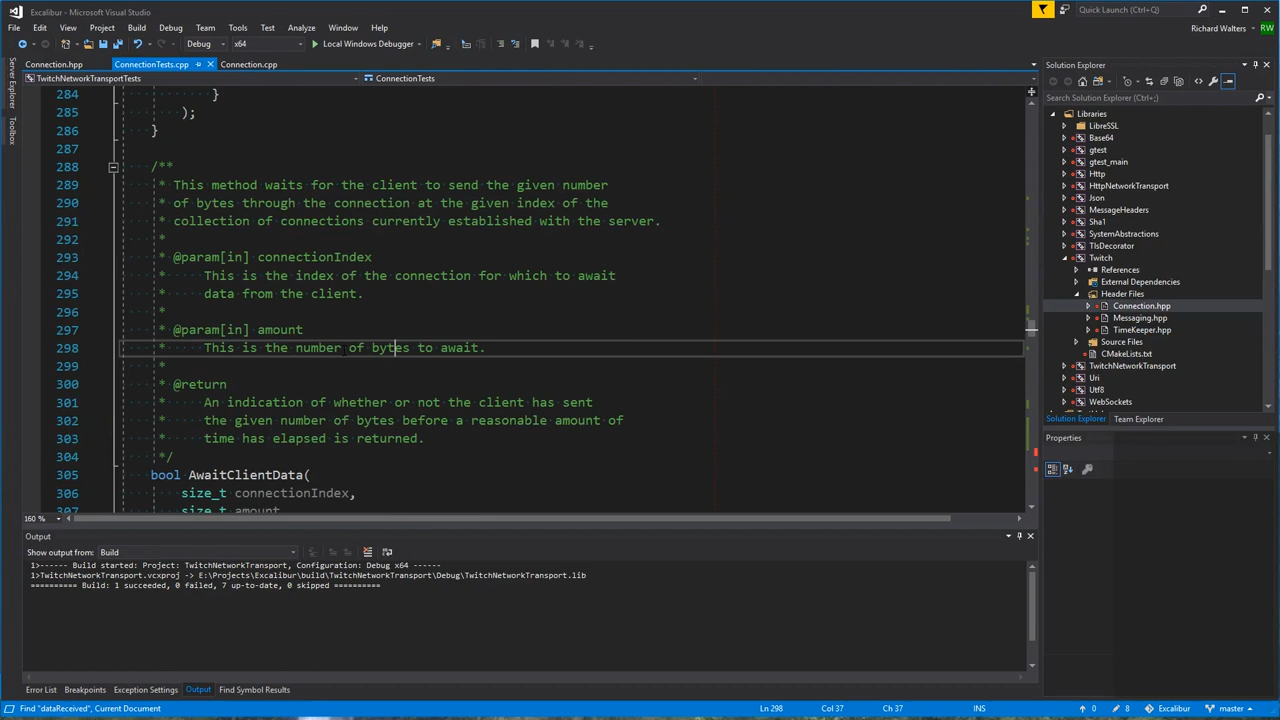 Excalibur - Microsoft Visual Studio
Quick Launch (Ctrl+Q)
File Edit View Project Build Debug Team Tools Test Analyze Window Help
Richard Walters RW
Debug x64 Local Windows Debugger
Server Explorer
Toolbox
Connection.hpp ConnectionTests.cpp Connection.cpp
TwitchNetworkTransportTests ConnectionTests
284 }
285 );
286 }
287
288 /**
289 * This method waits for the client to send the given number
290 * of bytes through the connection at the given index of the
291 * collection of connections currently established with the server.
292 *
293 * @param[in] connectionIndex
294 * This is the index of the connection for which to await
295 * data from the client.
296 *
297 * @param[in] amount
298 * This is the number of bytes to await.
299 *
300 * @return
301 * An indication of whether or not the client has sent
302 * the given number of bytes before a reasonable amount of
303 * time has elapsed is returned.
304 */
305 bool AwaitClientData(
306 size_t connectionIndex,
307 size_t amount
160 %
Solution Explorer
Search Solution Explorer (Ctrl+;)
Libraries
LibreSSL
Base64
gtest
gtest_main
Http
HttpNetworkTransport
Json
MessageHeaders
Sha1
SystemAbstractions
TlsDecorator
Twitch
References
External Dependencies
Header Files
Connection.hpp
Messaging.hpp
TimeKeeper.hpp
Source Files
CMakeLists.txt
TwitchNetworkTransport
Uri
Utf8
WebSockets
Solution Explorer Team Explorer
Properties
Output
Show output from: Build
1>------ Build started: Project: TwitchNetworkTransport, Configuration: Debug x64 ------
1>TwitchNetworkTransport.vcxproj -> E:\Projects\Excalibur\build\TwitchNetworkTransport\Debug\TwitchNetworkTransport.lib
========== Build: 1 succeeded, 0 failed, 7 up-to-date, 0 skipped ==========
Error List Breakpoints Exception Settings Output Find Symbol Results
Find "dataReceived", Current Document Ln 298 Col 37 Ch 37 INS 0 8 Excalibur master